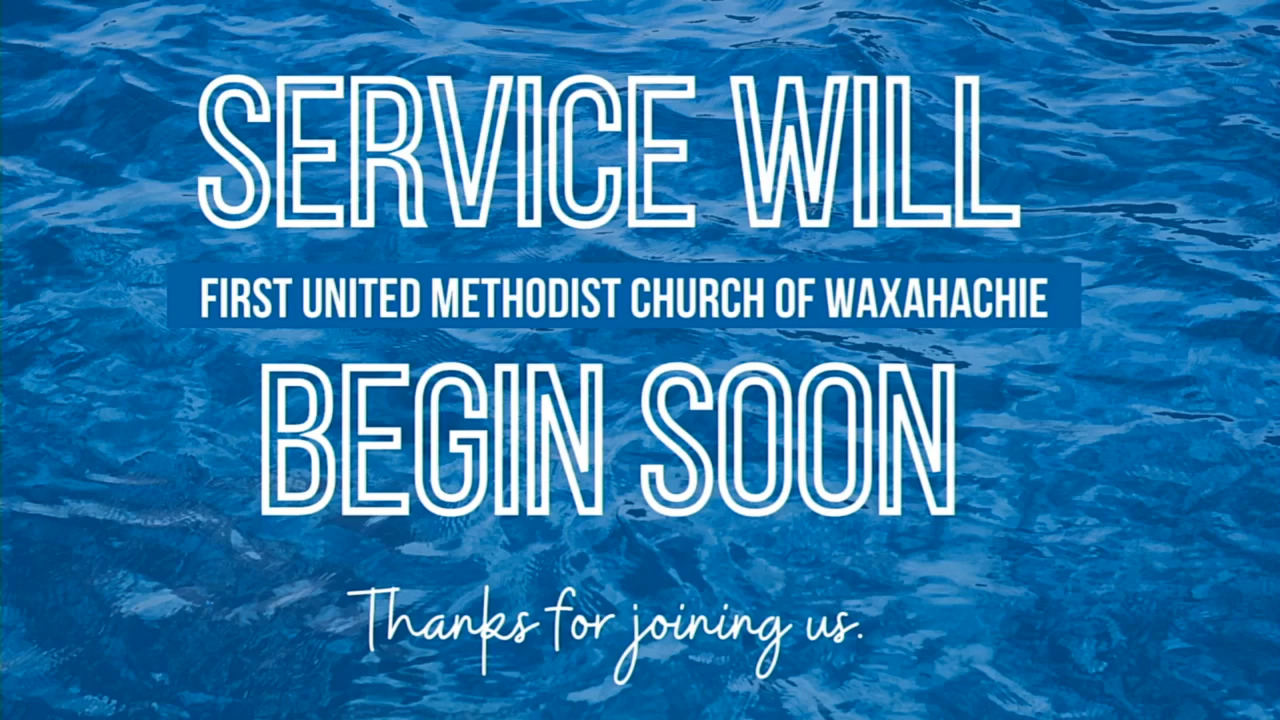 SERVICE WILL
FIRST UNITED METHODIST CHURCH OF WAXAHACHIE
BEGIN SOON
Thanks for joining us.